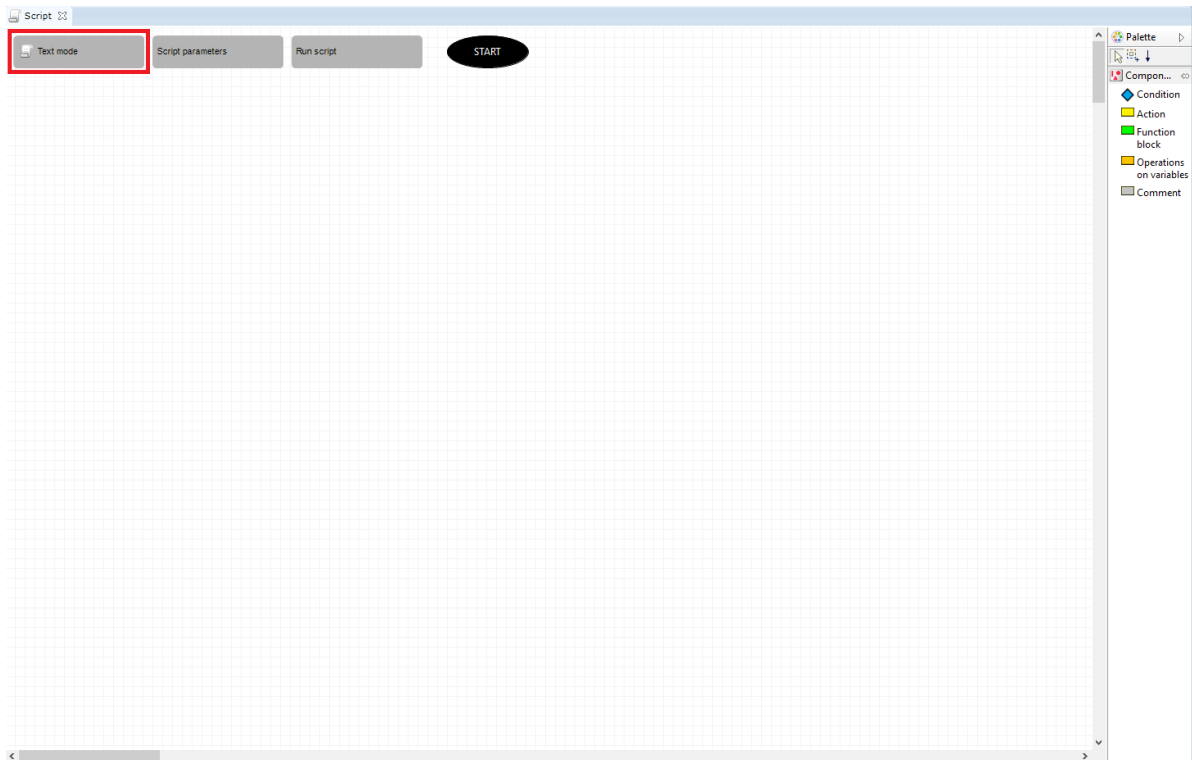 Script
Text mode
Script parameters
Run script
START
Palette
Compon...
Condition
Action
Function
block
Operations
on variables
Comment